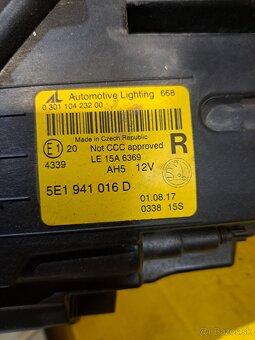 AL Automotive Lighting 668
0 301 104 232 00
Made in Czech Republic
E1 20 Not CCC approved R
4339 LE 15A 6369
AH5 12V
5E1 941 016 D
01.08.17
0338 15S